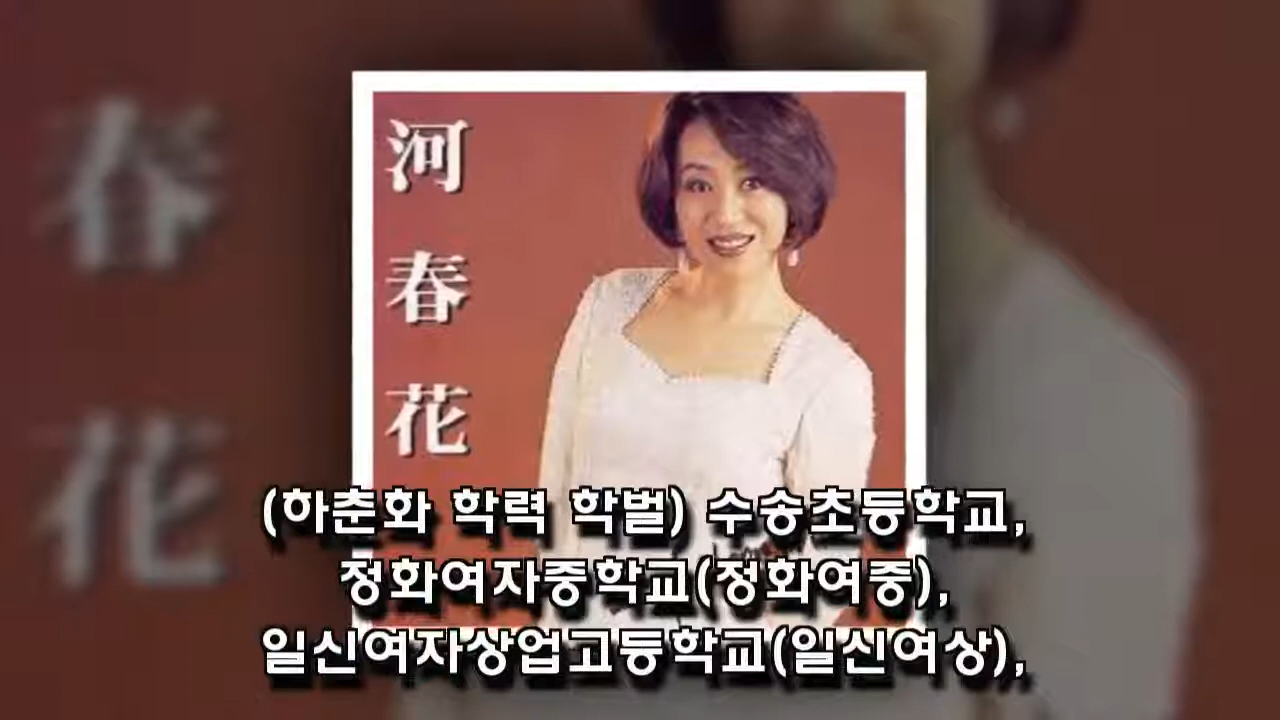 河
春
花
(하춘화 학력 학벌) 수송초등학교,
정화여자중학교(정화여중),
일신여자상업고등학교(일신여상),
春
花